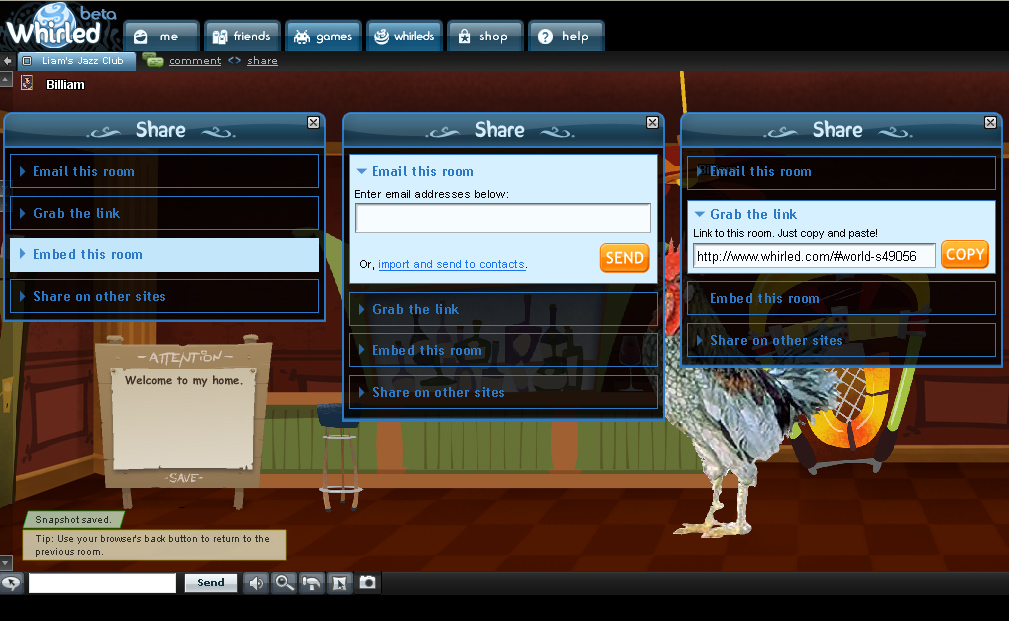 Whirled beta
me
friends
games
whirleds
shop
help
Liam's Jazz Club
comment
share
Billiam
Share
Email this room
Grab the link
Embed this room
Share on other sites
Share
Email this room
Enter email addresses below:
SEND
Or, import and send to contacts.
Grab the link
Embed this room
Share on other sites
Share
Email this room
Grab the link
Link to this room. Just copy and paste!
http://www.whirled.com/#world-s49056
COPY
Embed this room
Share on other sites
-ATTENTION-
Welcome to my home.
-SAVE-
Snapshot saved.
Tip: Use your browser's back button to return to the
previous room.
Send